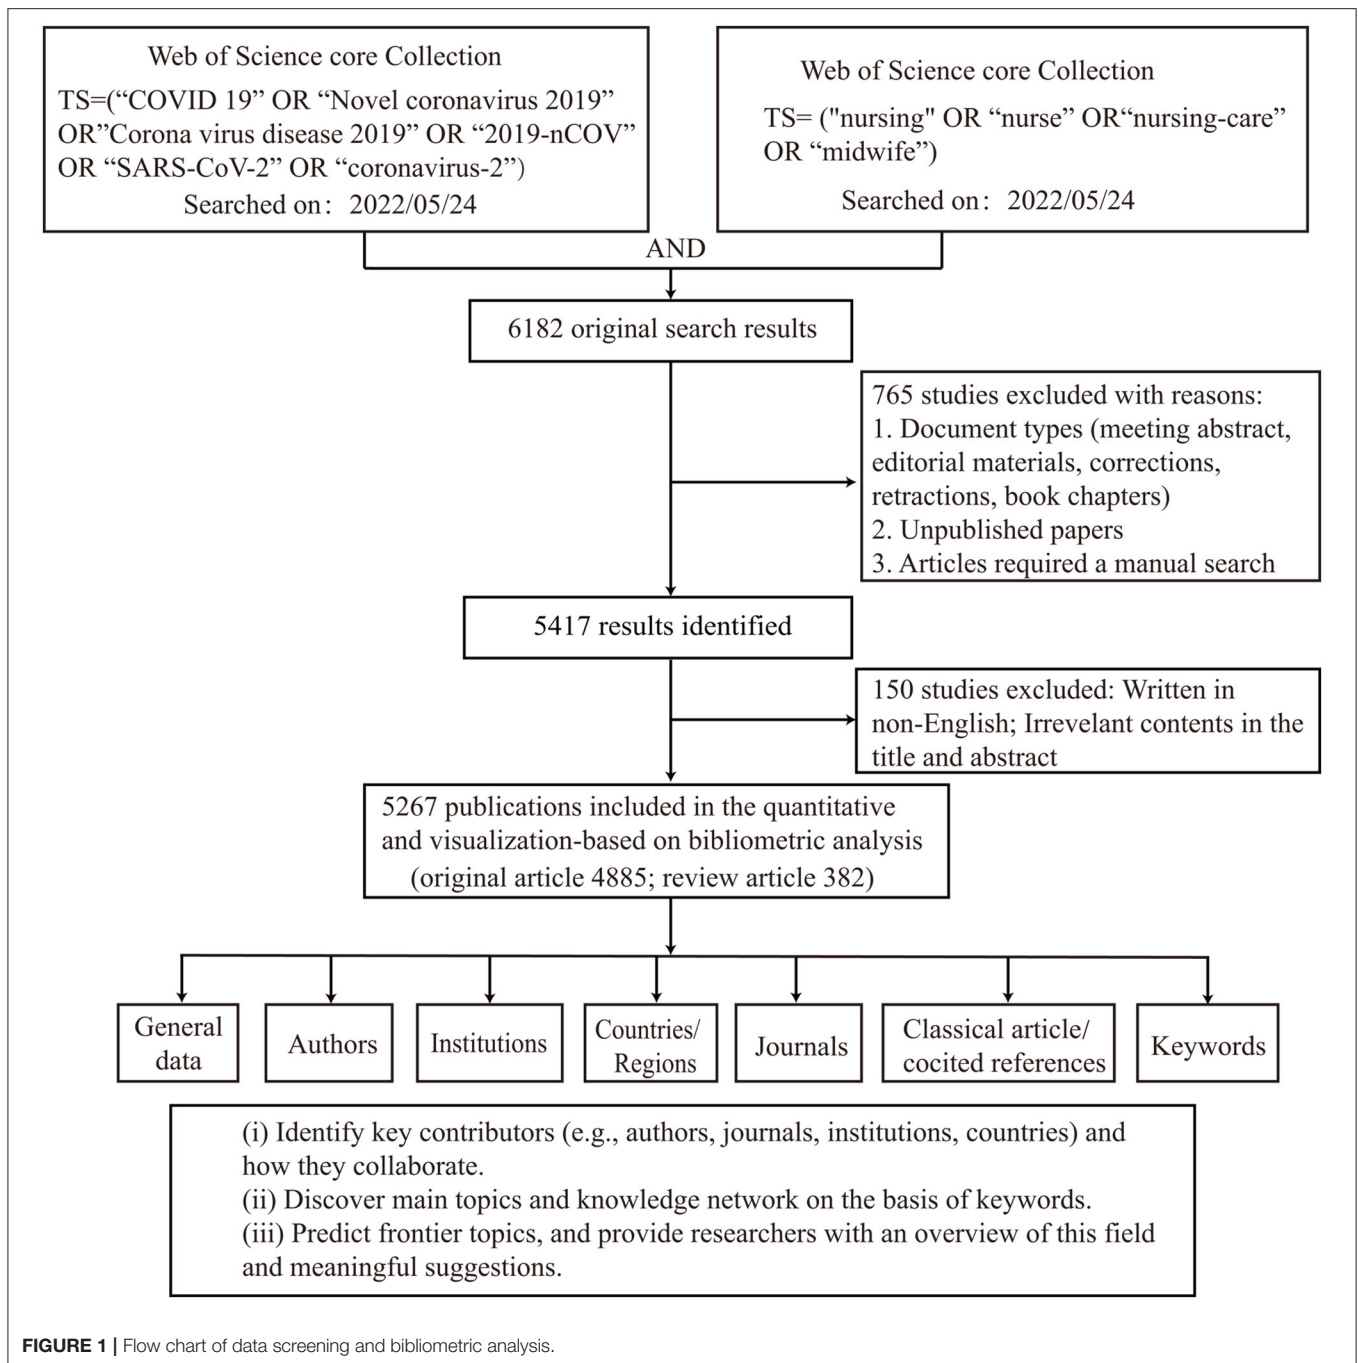 Web of Science core Collection
TS=(“COVID 19” OR “Novel coronavirus 2019”
OR”Corona virus disease 2019” OR “2019-nCOV”
OR “SARS-CoV-2” OR “coronavirus-2”)
Searched on: 2022/05/24
Web of Science core Collection
TS= ("nursing" OR “nurse” OR“nursing-care”
OR “midwife”)
Searched on: 2022/05/24
AND
6182 original search results
765 studies excluded with reasons:
1. Document types (meeting abstract,
editorial materials, corrections,
retractions, book chapters)
2. Unpublished papers
3. Articles required a manual search
5417 results identified
150 studies excluded: Written in
non-English; Irrevelant contents in the
title and abstract
5267 publications included in the quantitative
and visualization-based on bibliometric analysis
(original article 4885; review article 382)
General
data
Authors
Institutions
Countries/
Regions
Journals
Classical article/
cocited references
Keywords
(i) Identify key contributors (e.g., authors, journals, institutions, countries) and
how they collaborate.
(ii) Discover main topics and knowledge network on the basis of keywords.
(iii) Predict frontier topics, and provide researchers with an overview of this field
and meaningful suggestions.
FIGURE 1 | Flow chart of data screening and bibliometric analysis.